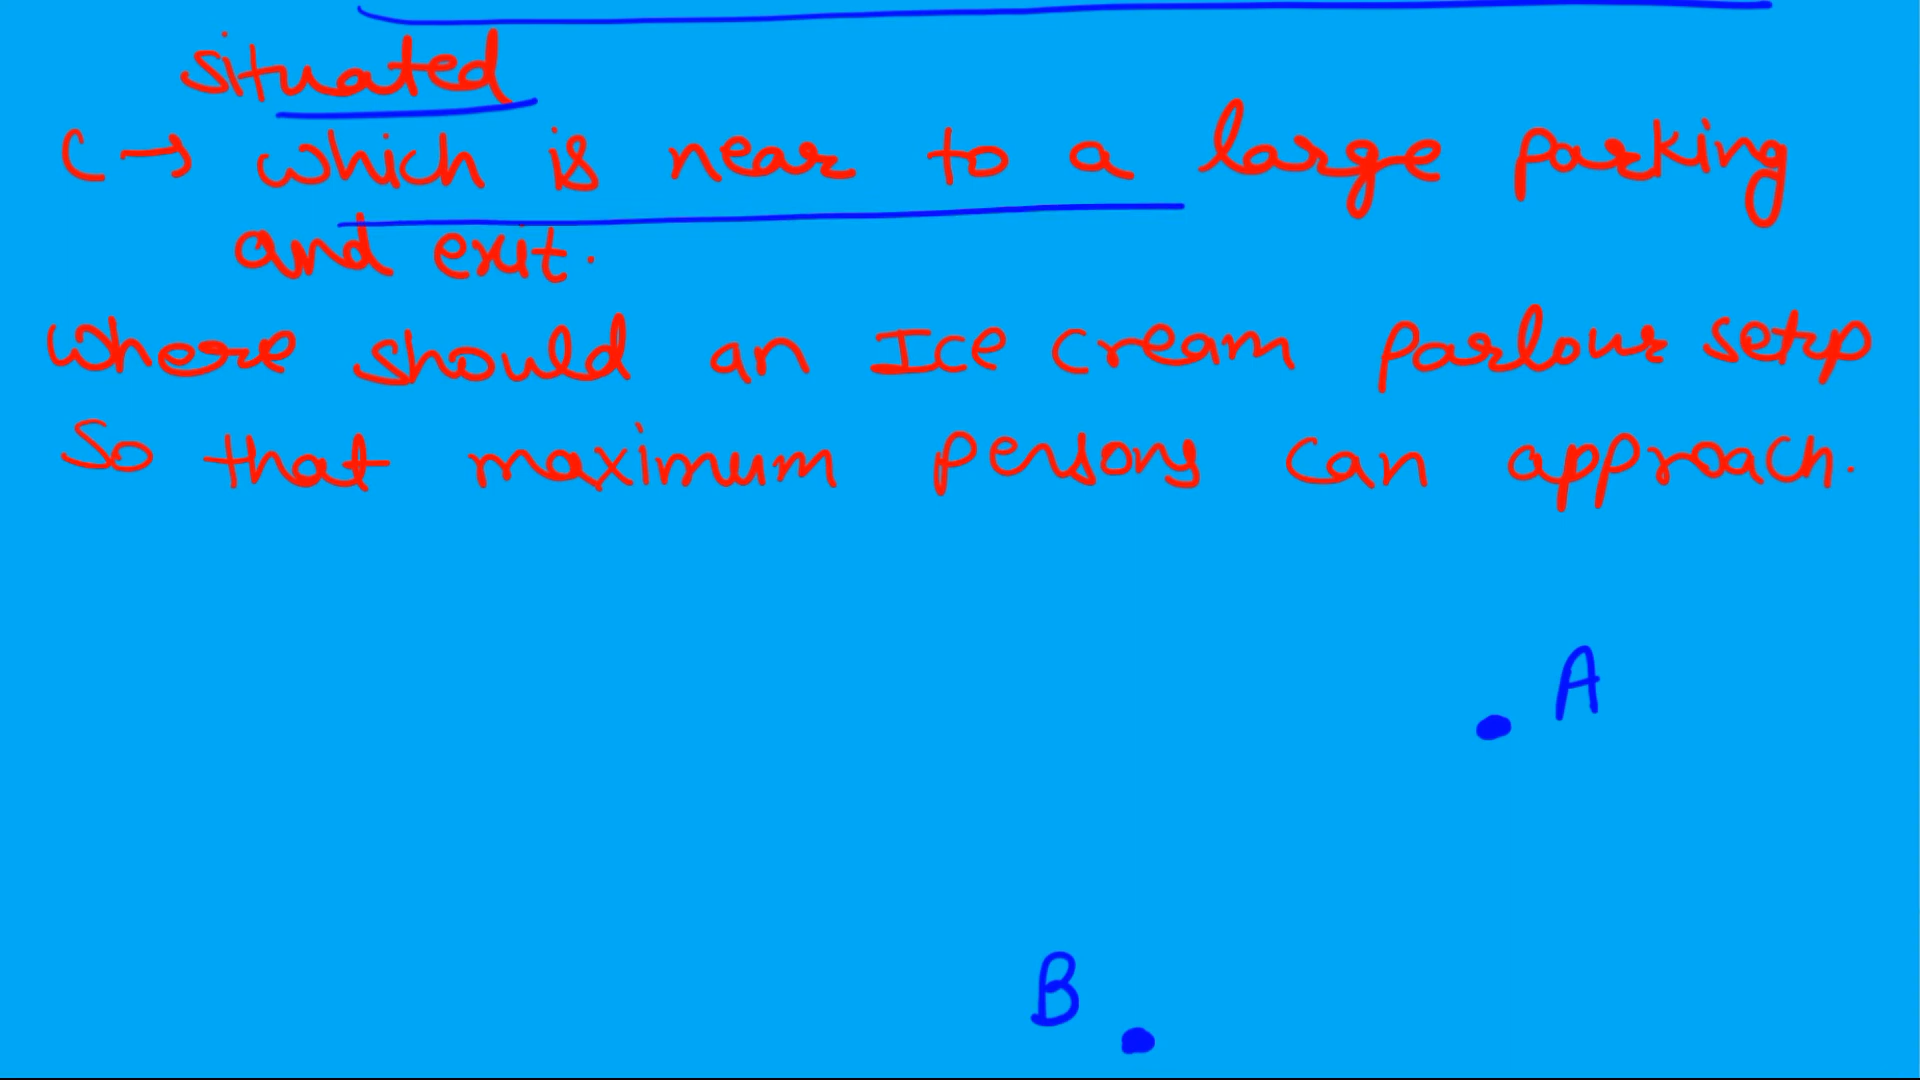 situated
C → which is near to a large parking
and exit.
Where should an Ice cream parlour setup
So that maximum persons can approach.
A
B